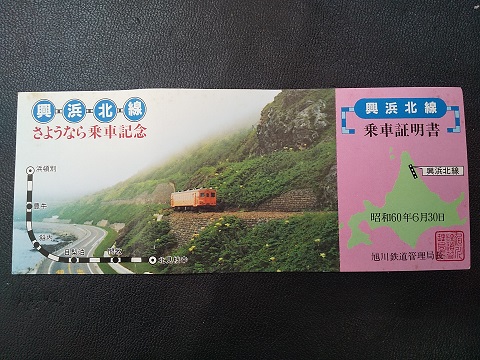 興浜北線
さようなら乗車記念
浜頓別
豊牛
斜内
目梨泊
問牧
北見枝幸
興浜北線
乗車証明書
興浜北線
昭和60年6月30日
旭川鉄道管理局